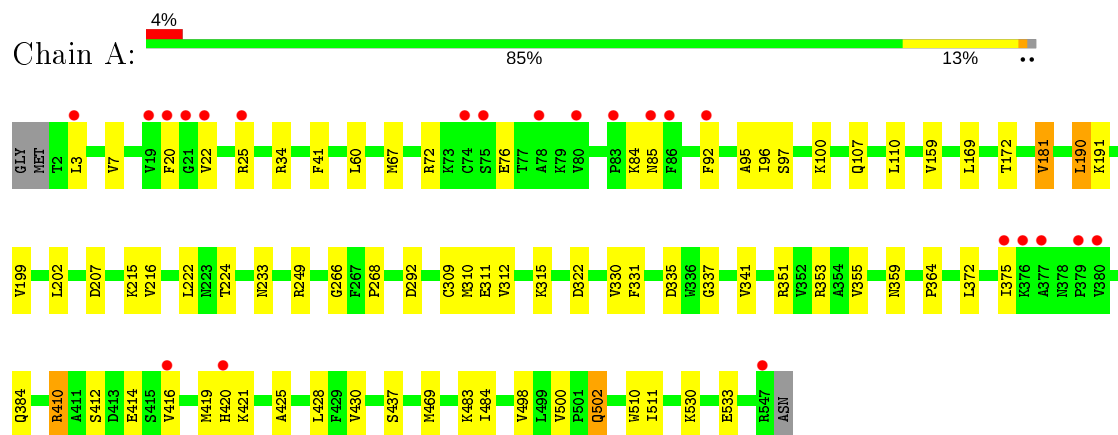 4%
Chain A:
85%
13%
GLY MET T2 L3 V7 V19 F20 G21 V22 R25 R34 F41 L60 M67 R72 K73 C74 S75 E76 T77 A78 K79 V80 P83 K84 N85 F86 F92 A95 I96 S97 K100 Q107 L110 V159 L169 T172 V181 L190 K191
V199 L202 D207 K215 V216 L222 N223 T224 N233 R249 G266 F267 P268 D292 C309 M310 E311 V312 K315 D322 V330 F331 D335 W336 G337 V341 R351 V352 R353 A354 V355 N359 P364 L372 I375 K376 A377 N378 P379 V380
Q384 R410 A411 S412 D413 E414 S415 V416 M419 H420 K421 A425 L428 F429 V430 S437 M469 K483 I484 V498 L499 V500 P501 Q502 W510 I511 K530 E533 R547 ASN